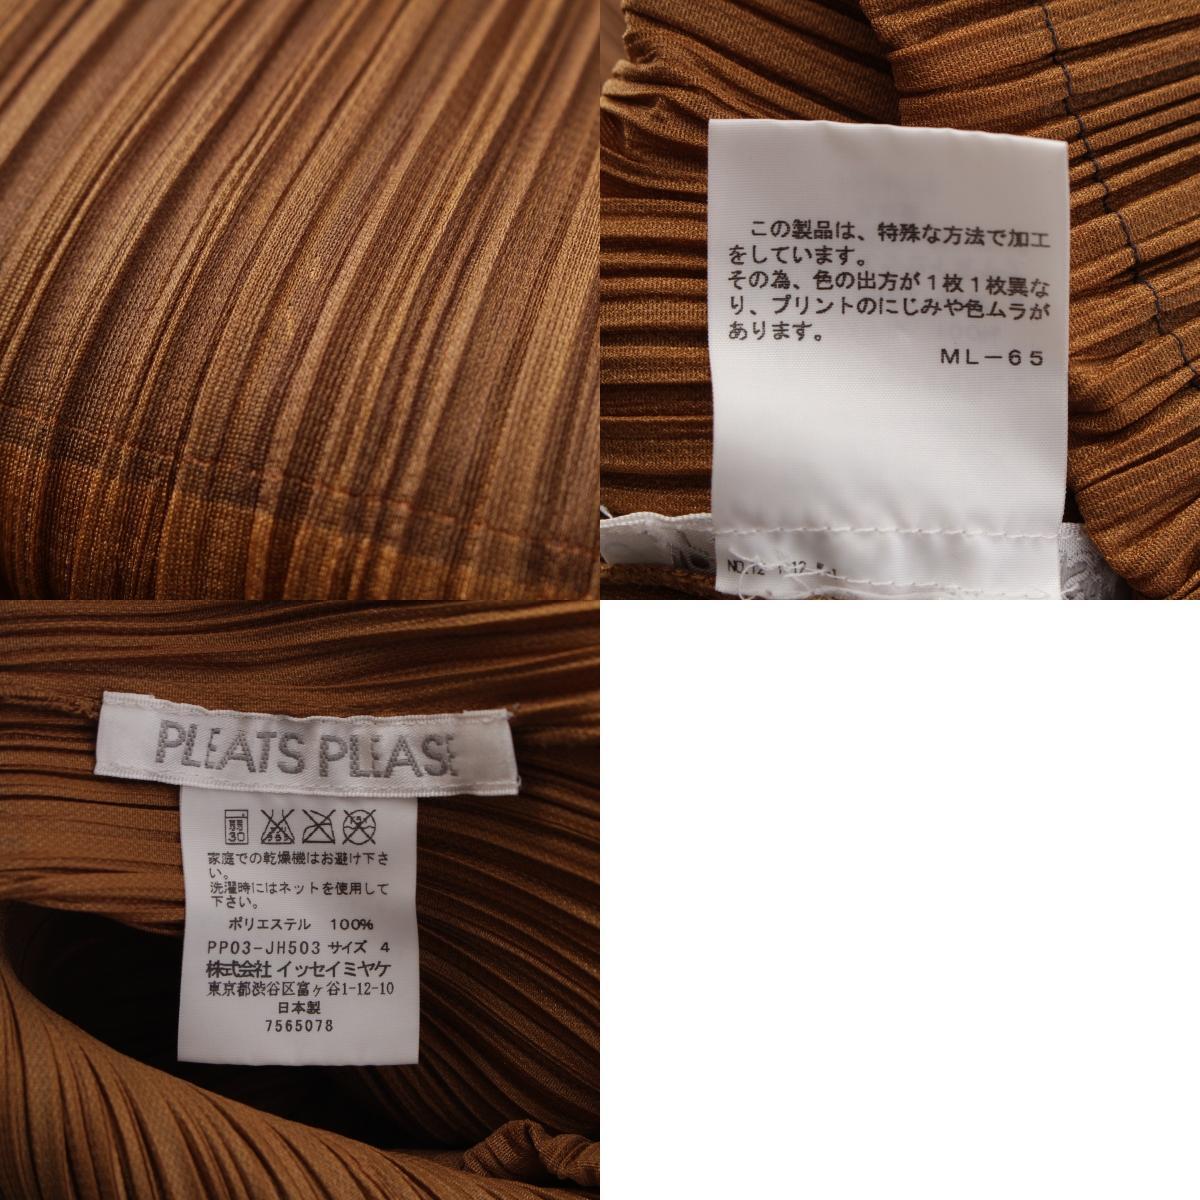 この製品は、特殊な方法で加工
をしています。
その為、色の出方が1枚1枚異な
り、プリントのにじみや色ムラが
あります。
ML-65
PLEATS PLEASE
弱
30
家庭での乾燥機はお避け下さ
い。
洗濯時にはネットを使用して
下さい。
ポリエステル 100%
PP03-JH503 サイズ 4
株式会社 イッセイミヤケ
東京都渋谷区富ヶ谷1-12-10
日本製
7565078